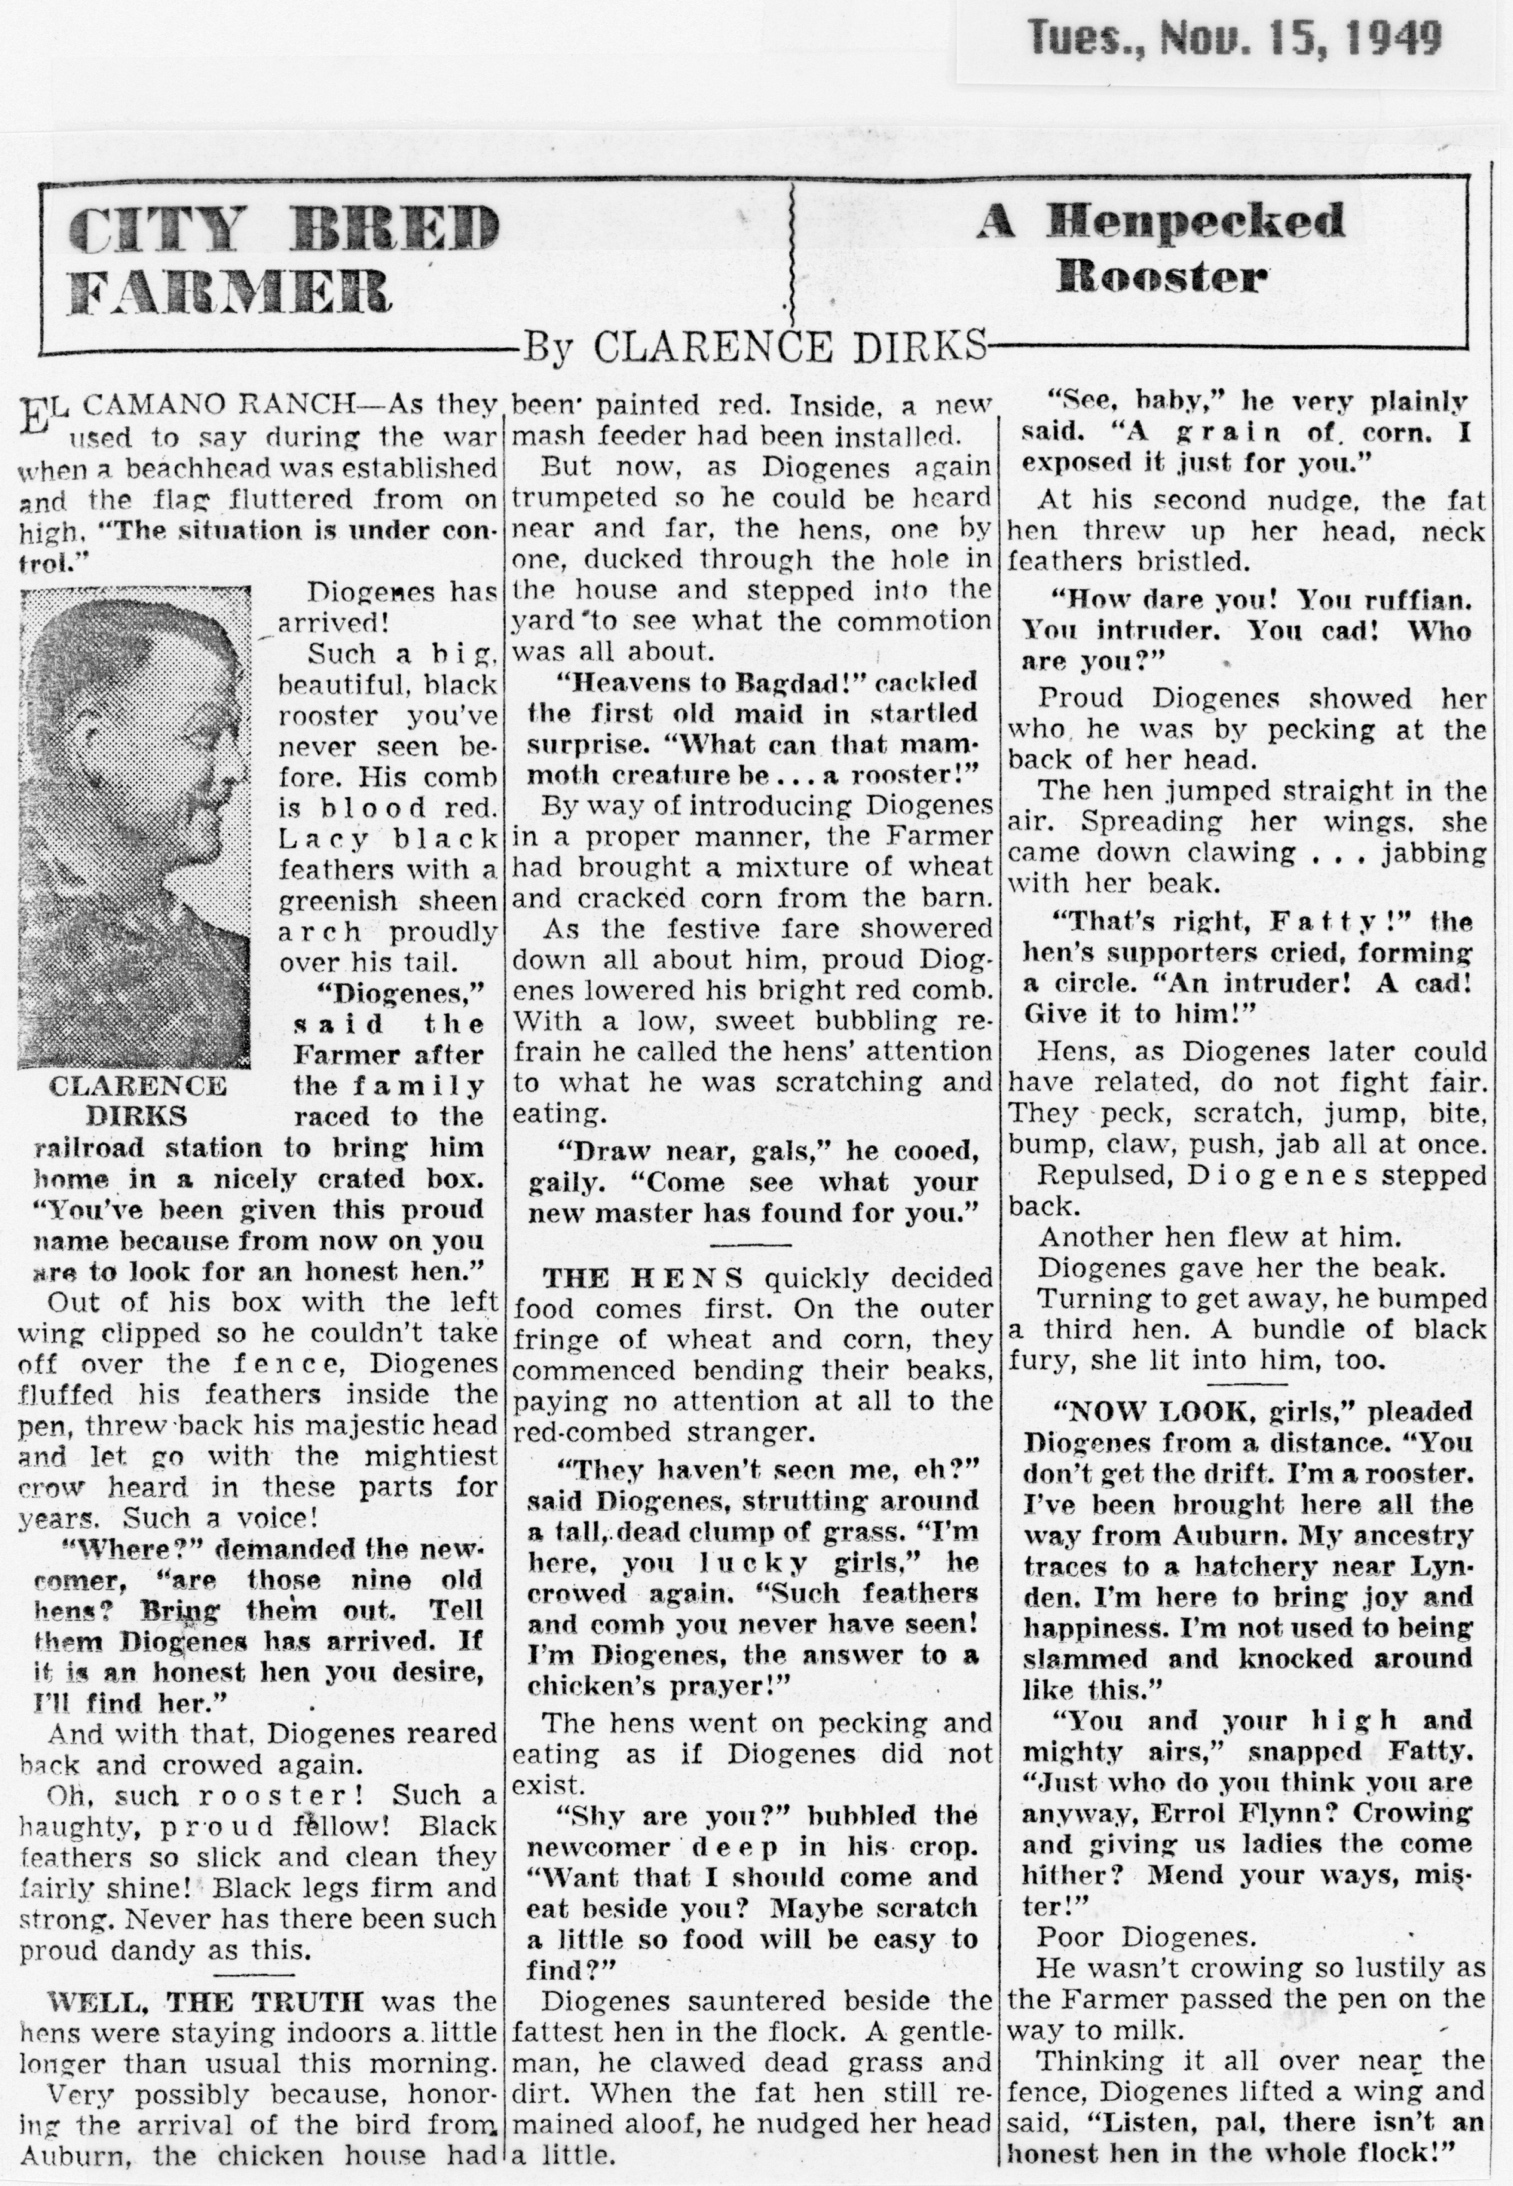 Tues., Nov. 15, 1949
CITY BRED
FARMER
A Henpecked
Rooster
By CLARENCE DIRKS
EL CAMANO RANCH—As they
used to say during the war
when a beachhead was established
and the flag fluttered from on
high, "The situation is under con-
trol."
Diogenes has
arrived!
Such a big,
beautiful, black
rooster you've
never seen be-
fore. His comb
is blood red.
Lacy black
feathers with a
greenish sheen
arch proudly
over his tail.
"Diogenes,"
said the
Farmer after
the family
raced to the
CLARENCE
DIRKS
railroad station to bring him
home in a nicely crated box.
"You've been given this proud
name because from now on you
are to look for an honest hen."
Out of his box with the left
wing clipped so he couldn't take
off over the fence, Diogenes
fluffed his feathers inside the
pen, threw back his majestic head
and let go with the mightiest
crow heard in these parts for
years. Such a voice!
"Where?" demanded the new-
comer, "are those nine old
hens? Bring them out. Tell
them Diogenes has arrived. If
it is an honest hen you desire,
I'll find her."
And with that, Diogenes reared
back and crowed again.
Oh, such rooster! Such a
haughty, proud fellow! Black
feathers so slick and clean they
fairly shine! Black legs firm and
strong. Never has there been such
proud dandy as this.
WELL, THE TRUTH was the
hens were staying indoors a little
longer than usual this morning.
Very possibly because, honor-
ing the arrival of the bird from
Auburn, the chicken house had
been painted red. Inside, a new
mash feeder had been installed.
But now, as Diogenes again
trumpeted so he could be heard
near and far, the hens, one by
one, ducked through the hole in
the house and stepped into the
yard to see what the commotion
was all about.
"Heavens to Bagdad!" cackled
the first old maid in startled
surprise. "What can that mam-
moth creature be . . . a rooster!"
By way of introducing Diogenes
in a proper manner, the Farmer
had brought a mixture of wheat
and cracked corn from the barn.
As the festive fare showered
down all about him, proud Diog-
enes lowered his bright red comb.
With a low, sweet bubbling re-
frain he called the hens' attention
to what he was scratching and
eating.
"Draw near, gals," he cooed,
gaily. "Come see what your
new master has found for you."
THE HENS quickly decided
food comes first. On the outer
fringe of wheat and corn, they
commenced bending their beaks,
paying no attention at all to the
red-combed stranger.
"They haven't seen me, eh?"
said Diogenes, strutting around
a tall, dead clump of grass. "I'm
here, you lucky girls," he
crowed again. "Such feathers
and comb you never have seen!
I'm Diogenes, the answer to a
chicken's prayer!"
The hens went on pecking and
eating as if Diogenes did not
exist.
"Shy are you?" bubbled the
newcomer deep in his crop.
"Want that I should come and
eat beside you? Maybe scratch
a little so food will be easy to
find?"
Diogenes sauntered beside the
fattest hen in the flock. A gentle-
man, he clawed dead grass and
dirt. When the fat hen still re-
mained aloof, he nudged her head
a little.
"See, baby," he very plainly
said. "A grain of corn. I
exposed it just for you."
At his second nudge, the fat
hen threw up her head, neck
feathers bristled.
"How dare you! You ruffian.
You intruder. You cad! Who
are you?"
Proud Diogenes showed her
who he was by pecking at the
back of her head.
The hen jumped straight in the
air. Spreading her wings, she
came down clawing . . . jabbing
with her beak.
"That's right, Fatty!" the
hen's supporters cried, forming
a circle. "An intruder! A cad!
Give it to him!"
Hens, as Diogenes later could
have related, do not fight fair.
They peck, scratch, jump, bite,
bump, claw, push, jab all at once.
Repulsed, Diogenes stepped
back.
Another hen flew at him.
Diogenes gave her the beak.
Turning to get away, he bumped
a third hen. A bundle of black
fury, she lit into him, too.
"NOW LOOK, girls," pleaded
Diogenes from a distance. "You
don't get the drift. I'm a rooster.
I've been brought here all the
way from Auburn. My ancestry
traces to a hatchery near Lyn-
den. I'm here to bring joy and
happiness. I'm not used to being
slammed and knocked around
like this."
"You and your high and
mighty airs," snapped Fatty.
"Just who do you think you are
anyway, Errol Flynn? Crowing
and giving us ladies the come
hither? Mend your ways, mis-
ter!"
Poor Diogenes.
He wasn't crowing so lustily as
the Farmer passed the pen on the
way to milk.
Thinking it all over near the
fence, Diogenes lifted a wing and
said, "Listen, pal, there isn't an
honest hen in the whole flock!"